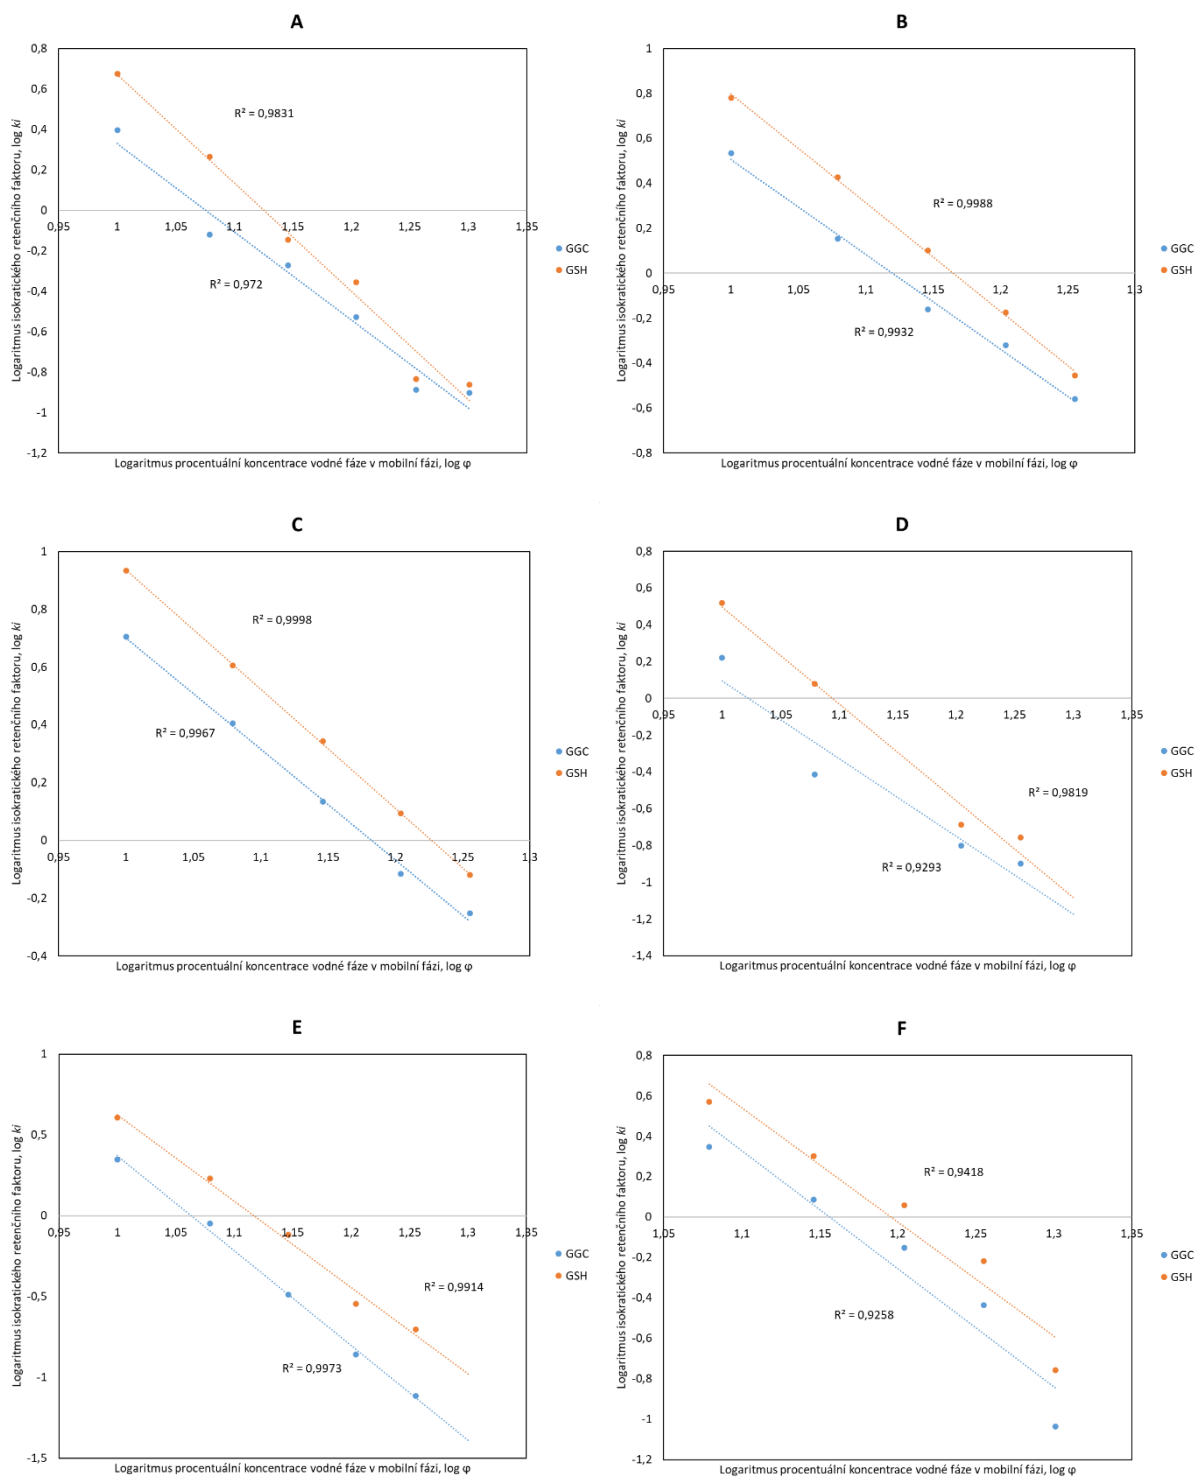 A
0,8
0,6
0,4
0,2
0
-0,2
-0,4
-0,6
-0,8
-1
-1,2
0,95
1
1,05
1,1
1,15
1,2
1,25
1,3
1,35
R² = 0,9831
R² = 0,972
GGC
GSH
Logaritmus isokratického retenčního faktoru, log ki
Logaritmus procentuální koncentrace vodné fáze v mobilní fázi, log φ
B
1
0,8
0,6
0,4
0,2
0
-0,2
-0,4
-0,6
-0,8
0,95
1
1,05
1,1
1,15
1,2
1,25
1,3
R² = 0,9988
R² = 0,9932
GGC
GSH
Logaritmus isokratického retenčního faktoru, log ki
Logaritmus procentuální koncentrace vodné fáze v mobilní fázi, log φ
C
1
0,8
0,6
0,4
0,2
0
-0,2
-0,4
0,95
1
1,05
1,1
1,15
1,2
1,25
1,3
R² = 0,9998
R² = 0,9967
GGC
GSH
Logaritmus isokratického retenčního faktoru, log ki
Logaritmus procentuální koncentrace vodné fáze v mobilní fázi, log φ
D
0,8
0,6
0,4
0,2
0
-0,2
-0,4
-0,6
-0,8
-1
-1,2
-1,4
0,95
1
1,05
1,1
1,15
1,2
1,25
1,3
1,35
R² = 0,9819
R² = 0,9293
GGC
GSH
Logaritmus isokratického retenčního faktoru, log ki
Logaritmus procentuální koncentrace vodné fáze v mobilní fázi, log φ
E
1
0,5
0
-0,5
-1
-1,5
0,95
1
1,05
1,1
1,15
1,2
1,25
1,3
1,35
R² = 0,9914
R² = 0,9973
GGC
GSH
Logaritmus isokratického retenčního faktoru, log ki
Logaritmus procentuální koncentrace vodné fáze v mobilní fázi, log φ
F
0,8
0,6
0,4
0,2
0
-0,2
-0,4
-0,6
-0,8
-1
-1,2
1,05
1,1
1,15
1,2
1,25
1,3
1,35
R² = 0,9418
R² = 0,9258
GGC
GSH
Logaritmus isokratického retenčního faktoru, log ki
Logaritmus procentuální koncentrace vodné fáze v mobilní fázi, log φ